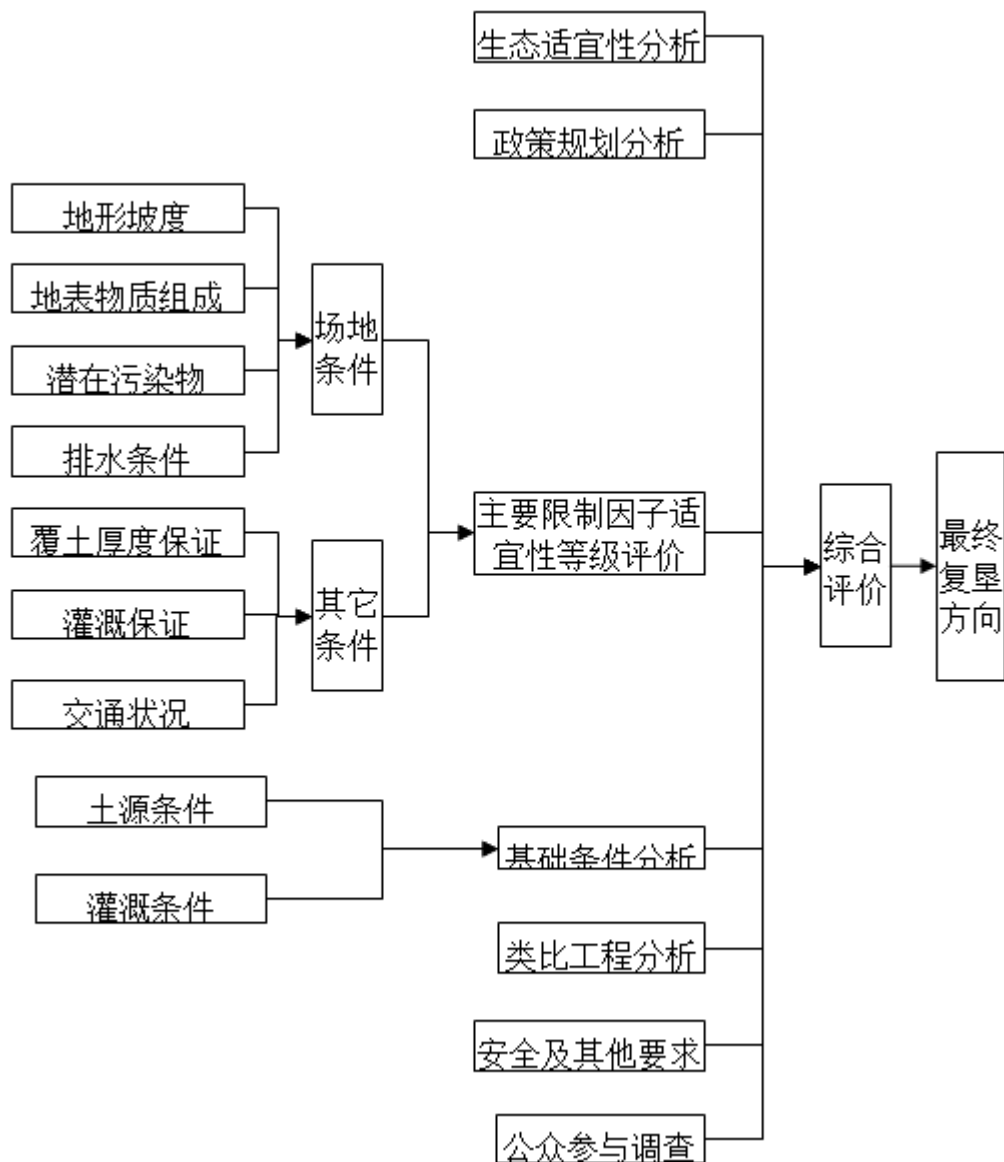 生态适宜性分析
政策规划分析
地形坡度
地表物质组成
潜在污染物
排水条件
场地
条件
覆土厚度保证
灌溉保证
交通状况
其它
条件
主要限制因子适
宜性等级评价
土源条件
灌溉条件
基础条件分析
类比工程分析
安全及其他要求
公众参与调查
综合
评价
最终
复垦
方向